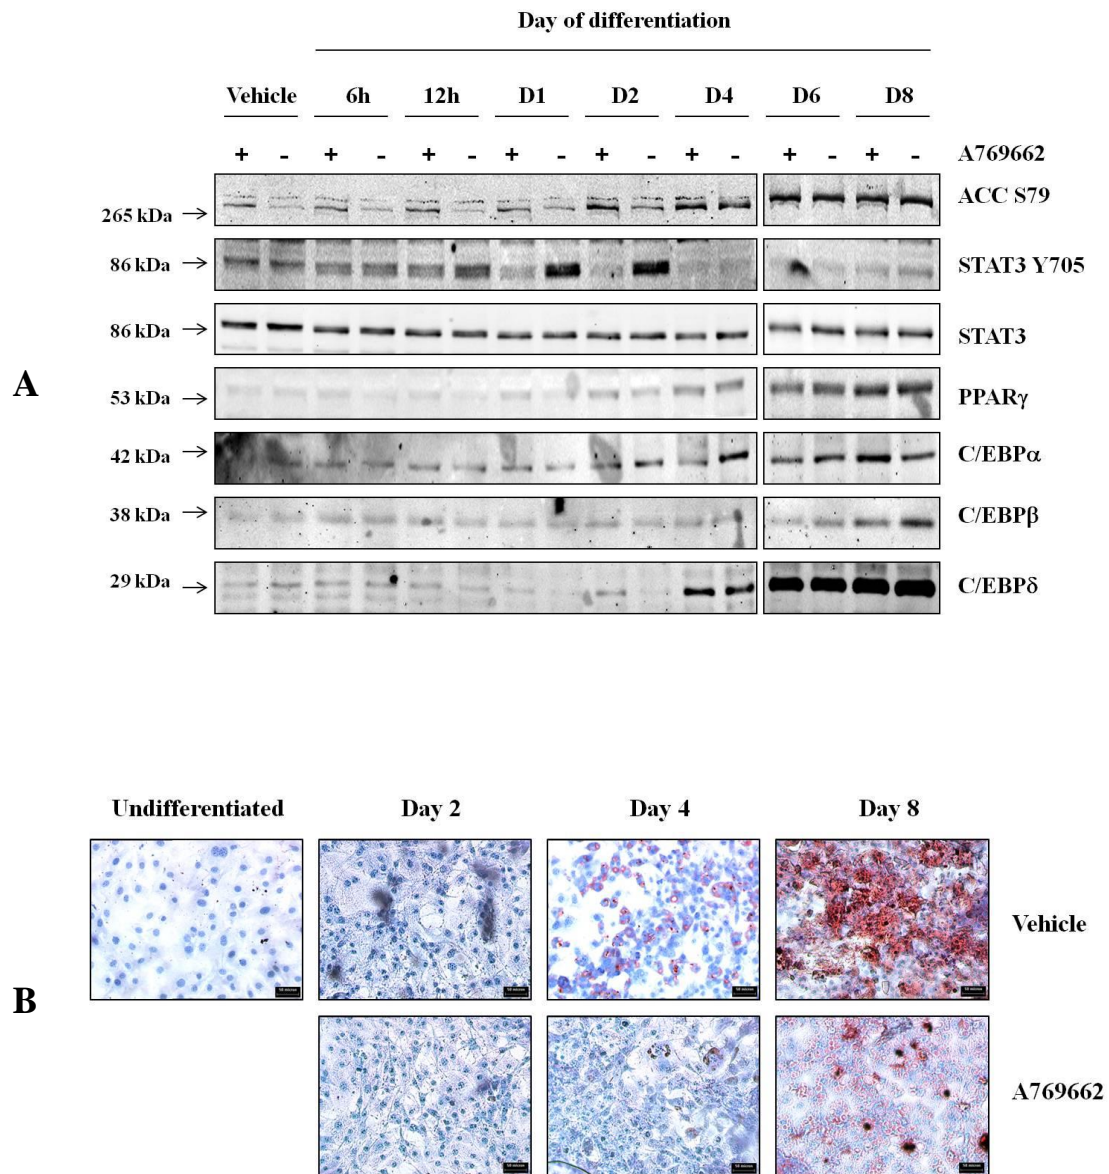 Day of differentiation
Vehicle 6h 12h D1 D2 D4 D6 D8
+ - + - + - + - + - + - + - + - A769662
265 kDa → ACC S79
86 kDa → STAT3 Y705
86 kDa → STAT3
A
53 kDa → PPARγ
42 kDa → C/EBPα
38 kDa → C/EBPβ
29 kDa → C/EBPδ
Undifferentiated Day 2 Day 4 Day 8
Vehicle
B
A769662